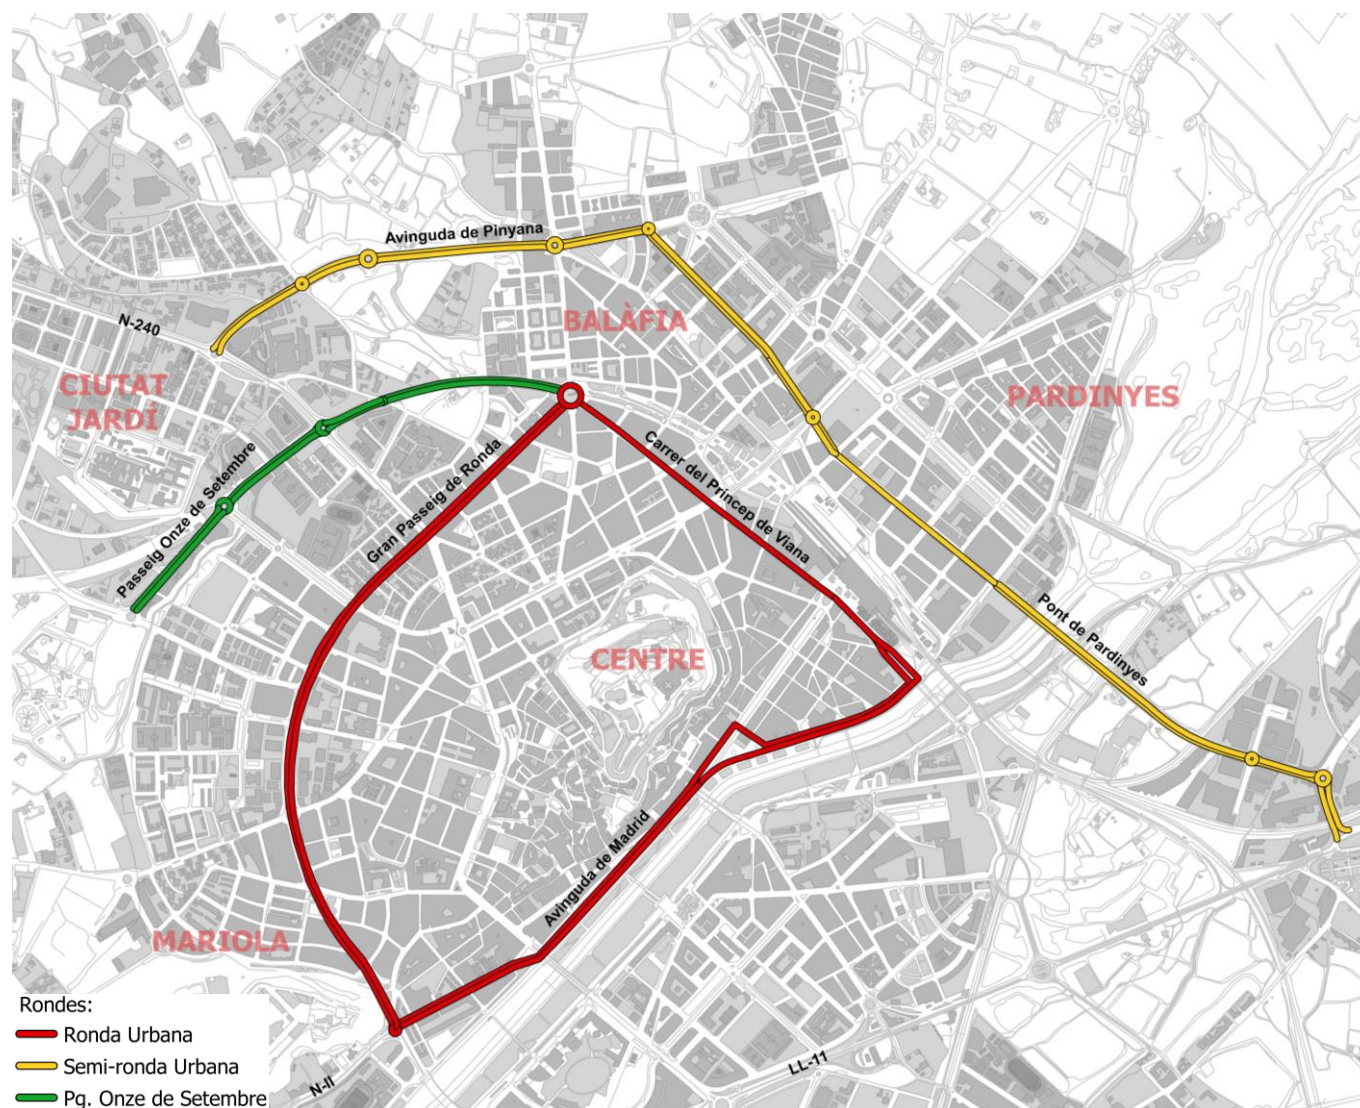 Avinguda de Pinyana
N-240
BALÀFIA
CIUTAT
JARDÍ
PARDINYES
Passeig Onze de Setembre
Gran Passeig de Ronda
Carrer del Príncep de Viana
CENTRE
Pont de Pardinyes
Avinguda de Madrid
MARIOLA
N-II
LL-11
Rondes:
Ronda Urbana
Semi-ronda Urbana
Pg. Onze de Setembre